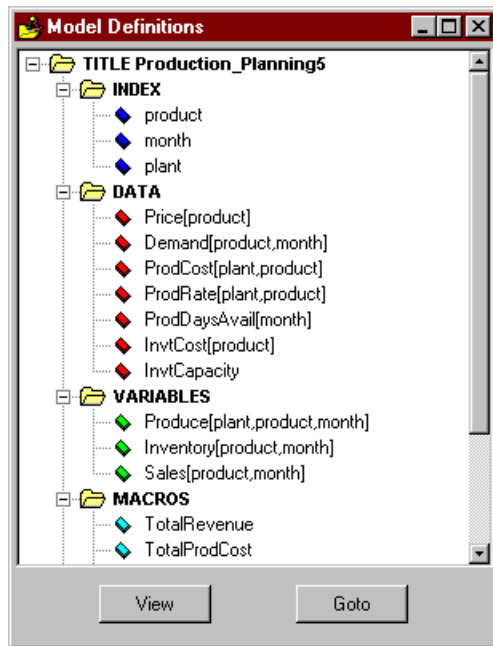 Model Definitions
TITLE Production_Planning5
INDEX
product
month
plant
DATA
Price[product]
Demand[product,month]
ProdCost[plant,product]
ProdRate[plant,product]
ProdDaysAvail[month]
InvtCost[product]
InvtCapacity
VARIABLES
Produce[plant,product,month]
Inventory[product,month]
Sales[product,month]
MACROS
TotalRevenue
TotalProdCost
View Goto